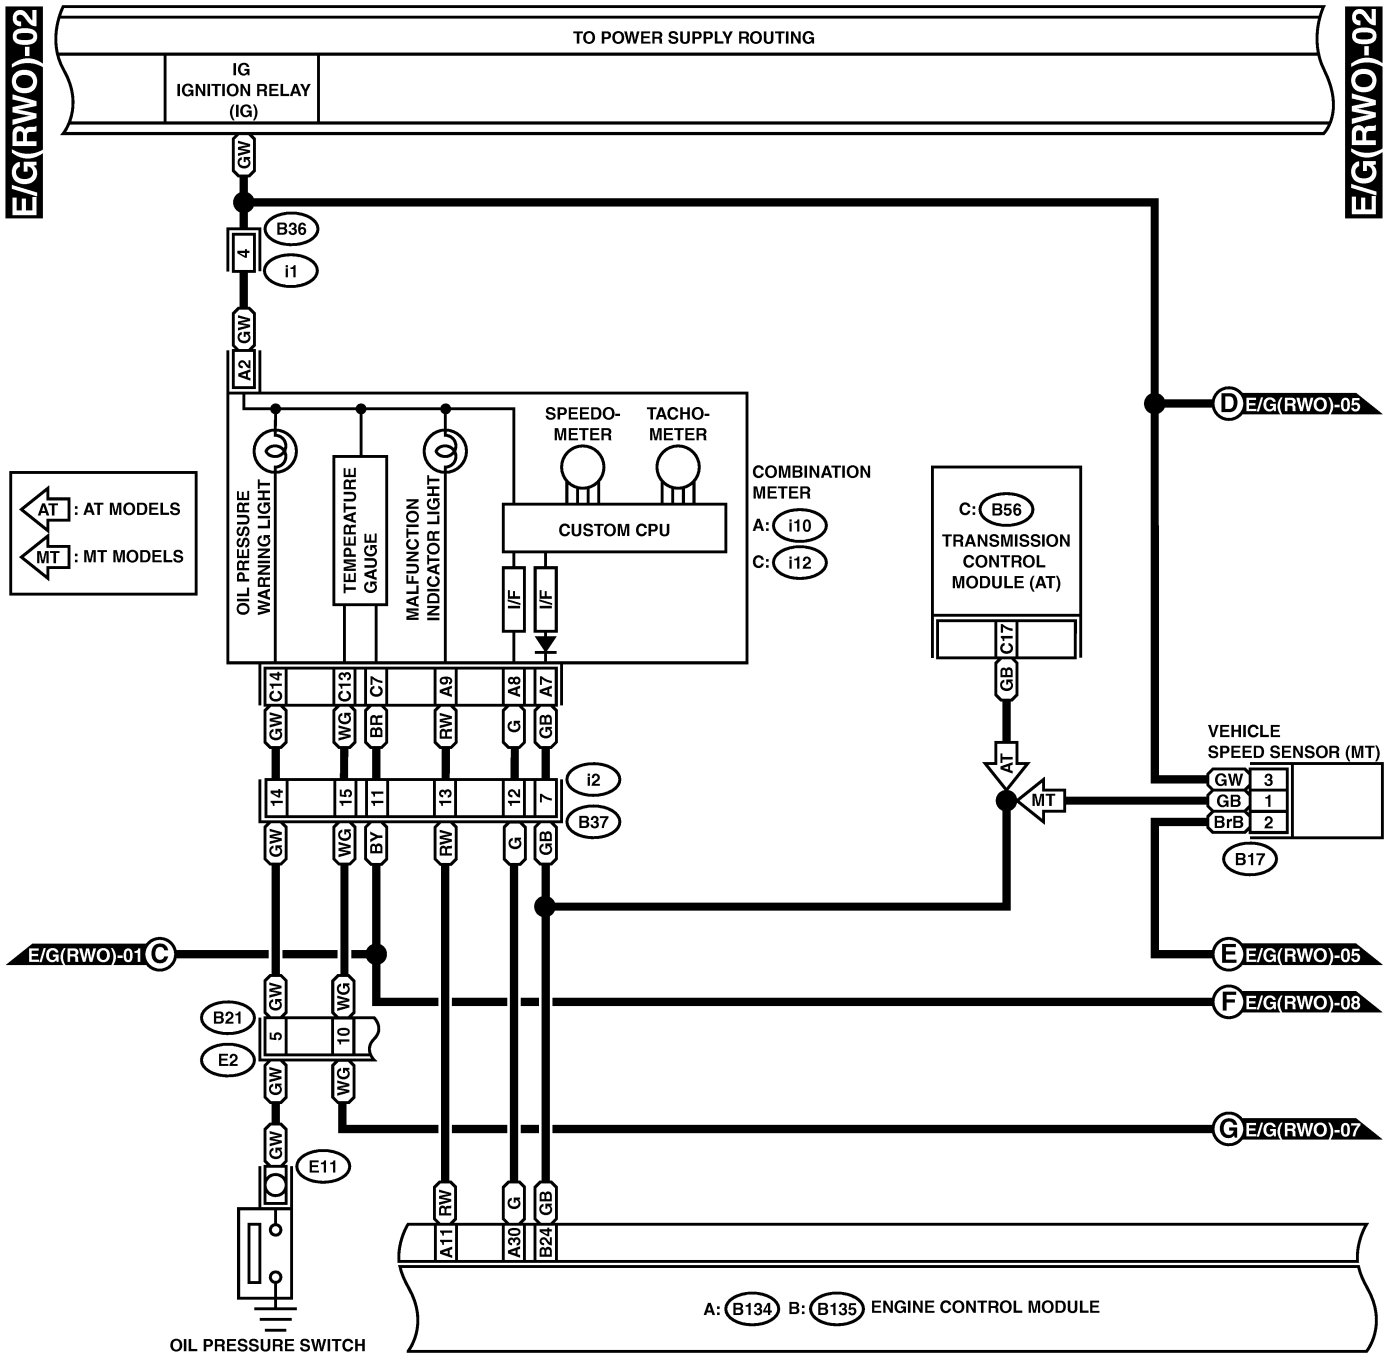 E/G(RWO)-02
TO POWER SUPPLY ROUTING
E/G(RWO)-02
IG
IGNITION RELAY
(IG)
GW
B36
4
i1
GW
A2
D E/G(RWO)-05
SPEEDO-
METER
TACHO-
METER
OIL PRESSURE
WARNING LIGHT
TEMPERATURE
GAUGE
MALFUNCTION
INDICATOR LIGHT
CUSTOM CPU
I/F
I/F
COMBINATION
METER
A: i10
C: i12
AT : AT MODELS
MT : MT MODELS
C: B56
TRANSMISSION
CONTROL
MODULE (AT)
C17
GB
AT
MT
C14 C13 C7 A9 A8 A7
GW WG BR RW G GB
i2
14 15 11 13 12 7
B37
GW WG BY RW G GB
VEHICLE
SPEED SENSOR (MT)
GW 3
GB 1
BrB 2
B17
E/G(RWO)-01 C
E E/G(RWO)-05
F E/G(RWO)-08
GW WG
B21
5 10
E2
GW WG
G E/G(RWO)-07
GW
E11
RW G GB
A11 A30 B24
A: B134 B: B135 ENGINE CONTROL MODULE
OIL PRESSURE SWITCH